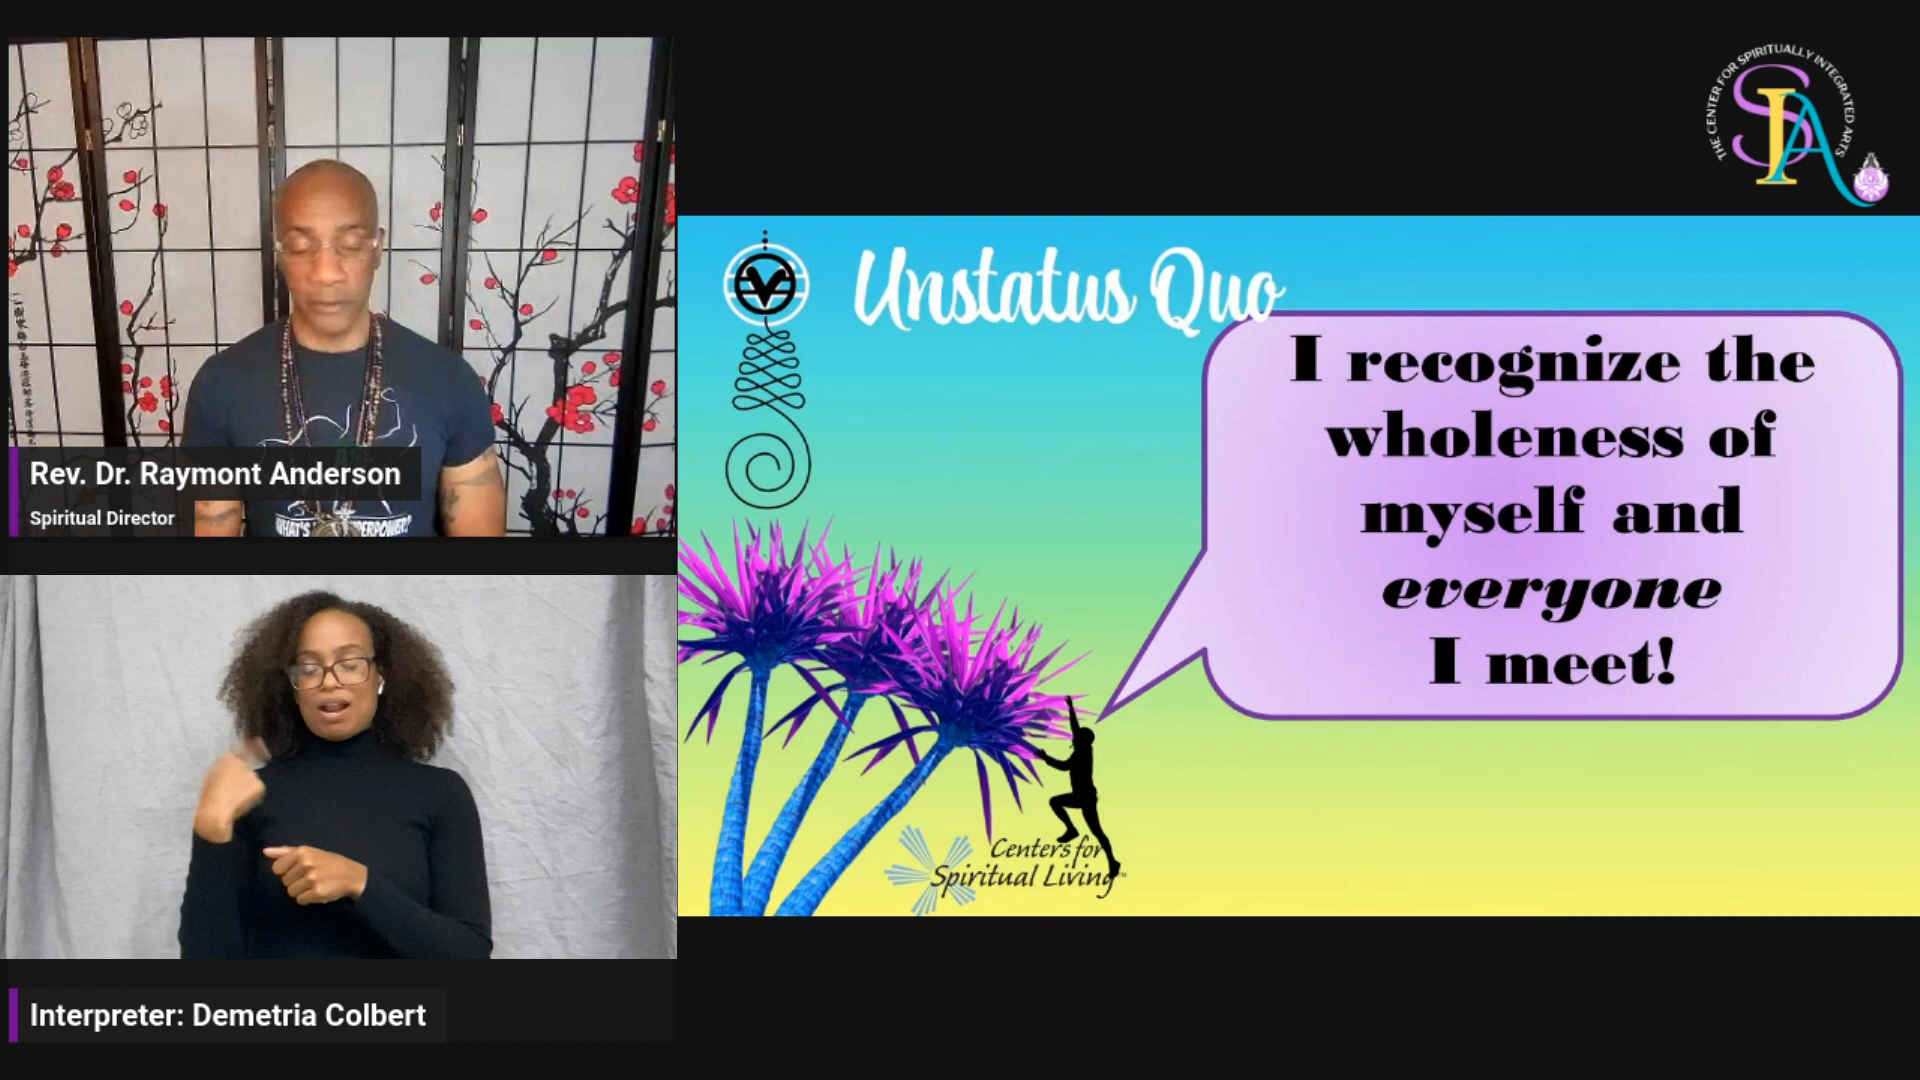 Rev. Dr. Raymont Anderson
Spiritual Director
Interpreter: Demetria Colbert
THE CENTER FOR SPIRITUALLY INTEGRATED ARTS
SIA
Unstatus Quo
I recognize the
wholeness of
myself and
everyone
I meet!
Centers for
Spiritual Living